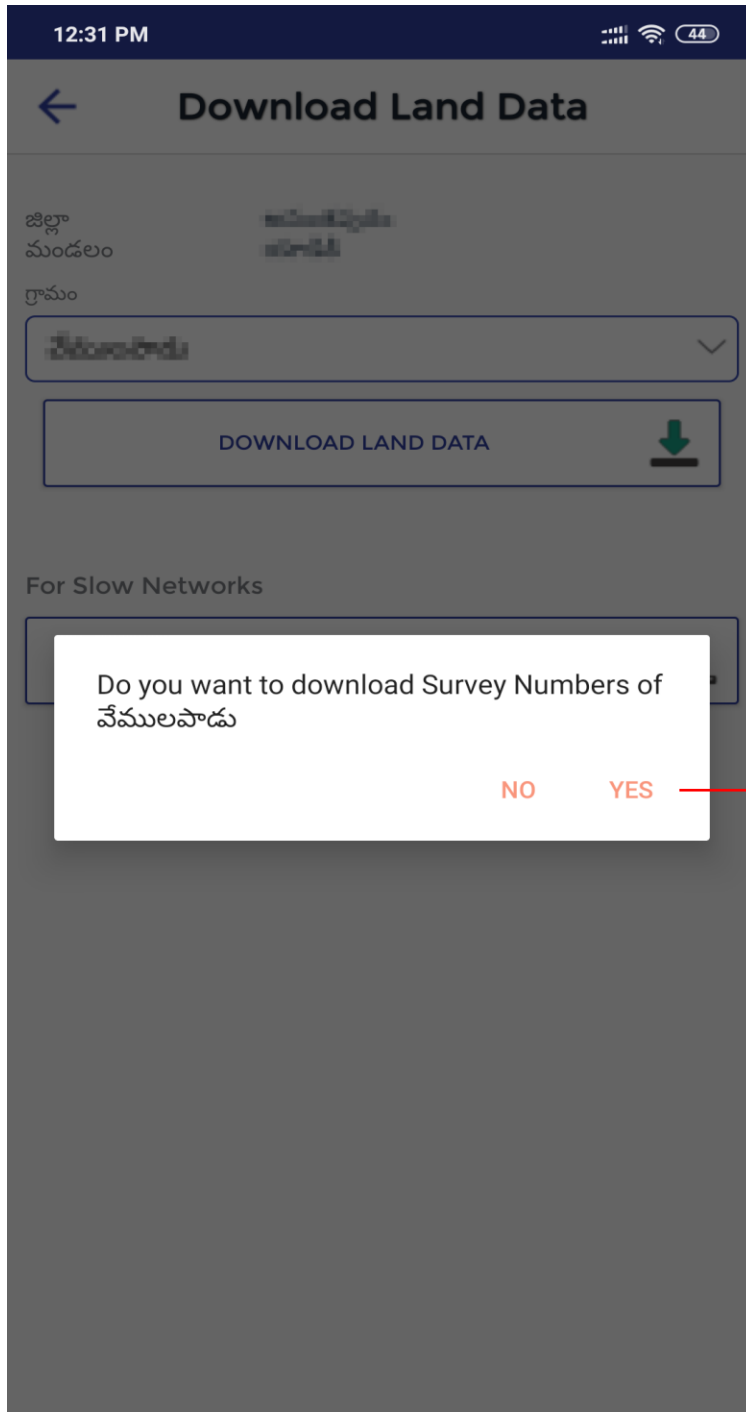 12:31 PM
44
Download Land Data
జిల్లా
మండలం
గ్రామం
DOWNLOAD LAND DATA
For Slow Networks
Do you want to download Survey Numbers of
వేములపాడు
NO YES